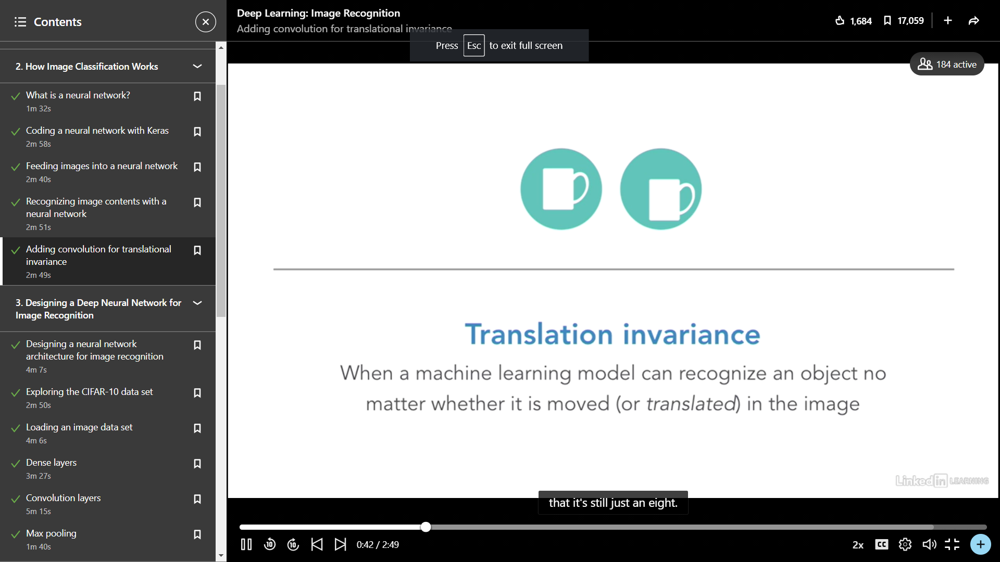 Contents
2. How Image Classification Works
What is a neural network?
1m 32s
Coding a neural network with Keras
2m 58s
Feeding images into a neural network
2m 40s
Recognizing image contents with a
neural network
2m 51s
Adding convolution for translational
invariance
2m 49s
3. Designing a Deep Neural Network for
Image Recognition
Designing a neural network
architecture for image recognition
4m 7s
Exploring the CIFAR-10 data set
2m 50s
Loading an image data set
4m 6s
Dense layers
3m 27s
Convolution layers
5m 15s
Max pooling
1m 40s
Deep Learning: Image Recognition
Adding convolution for translational invariance
1,684
17,059
Press Esc to exit full screen
184 active
Translation invariance
When a machine learning model can recognize an object no
matter whether it is moved (or translated) in the image
Linked in LEARNING
that it's still just an eight.
10
10
0:42 / 2:49
2x
CC